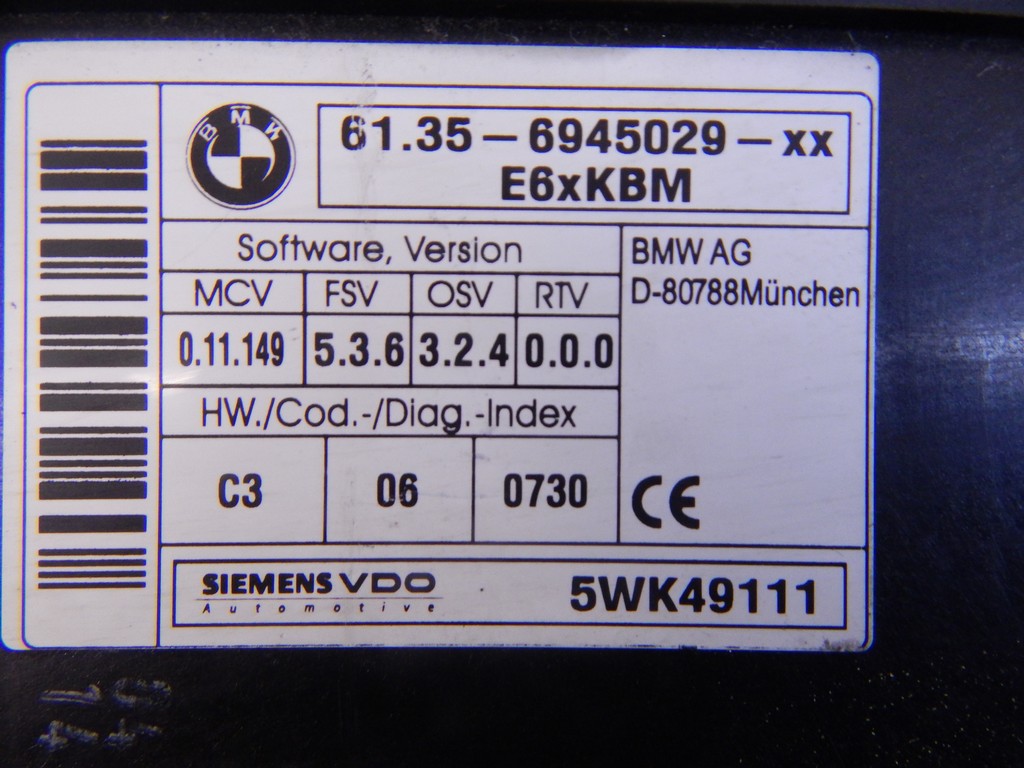 BMW
61.35-6945029-xx
E6xKBM
Software, Version
MCV FSV OSV RTV
0.11.149 5.3.6 3.2.4 0.0.0
HW./Cod.-/Diag.-Index
C3 06 0730
BMW AG
D-80788München
CE
SIEMENS VDO
Automotive
5WK49111